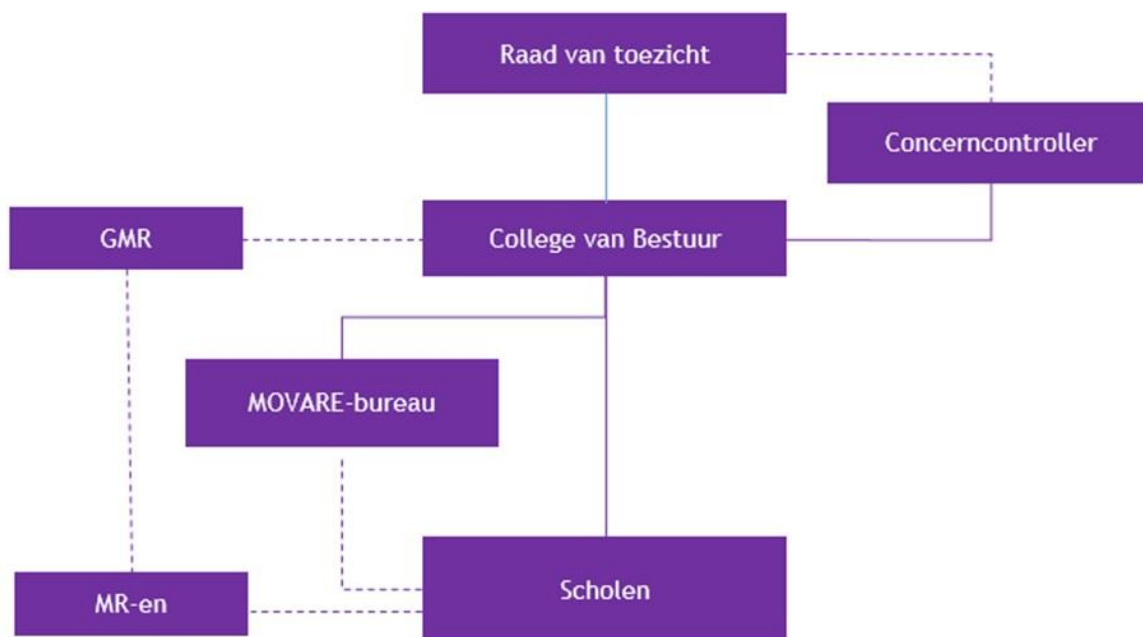 Raad van toezicht
Concerncontroller
GMR
College van Bestuur
MOVARE-bureau
Scholen
MR-en